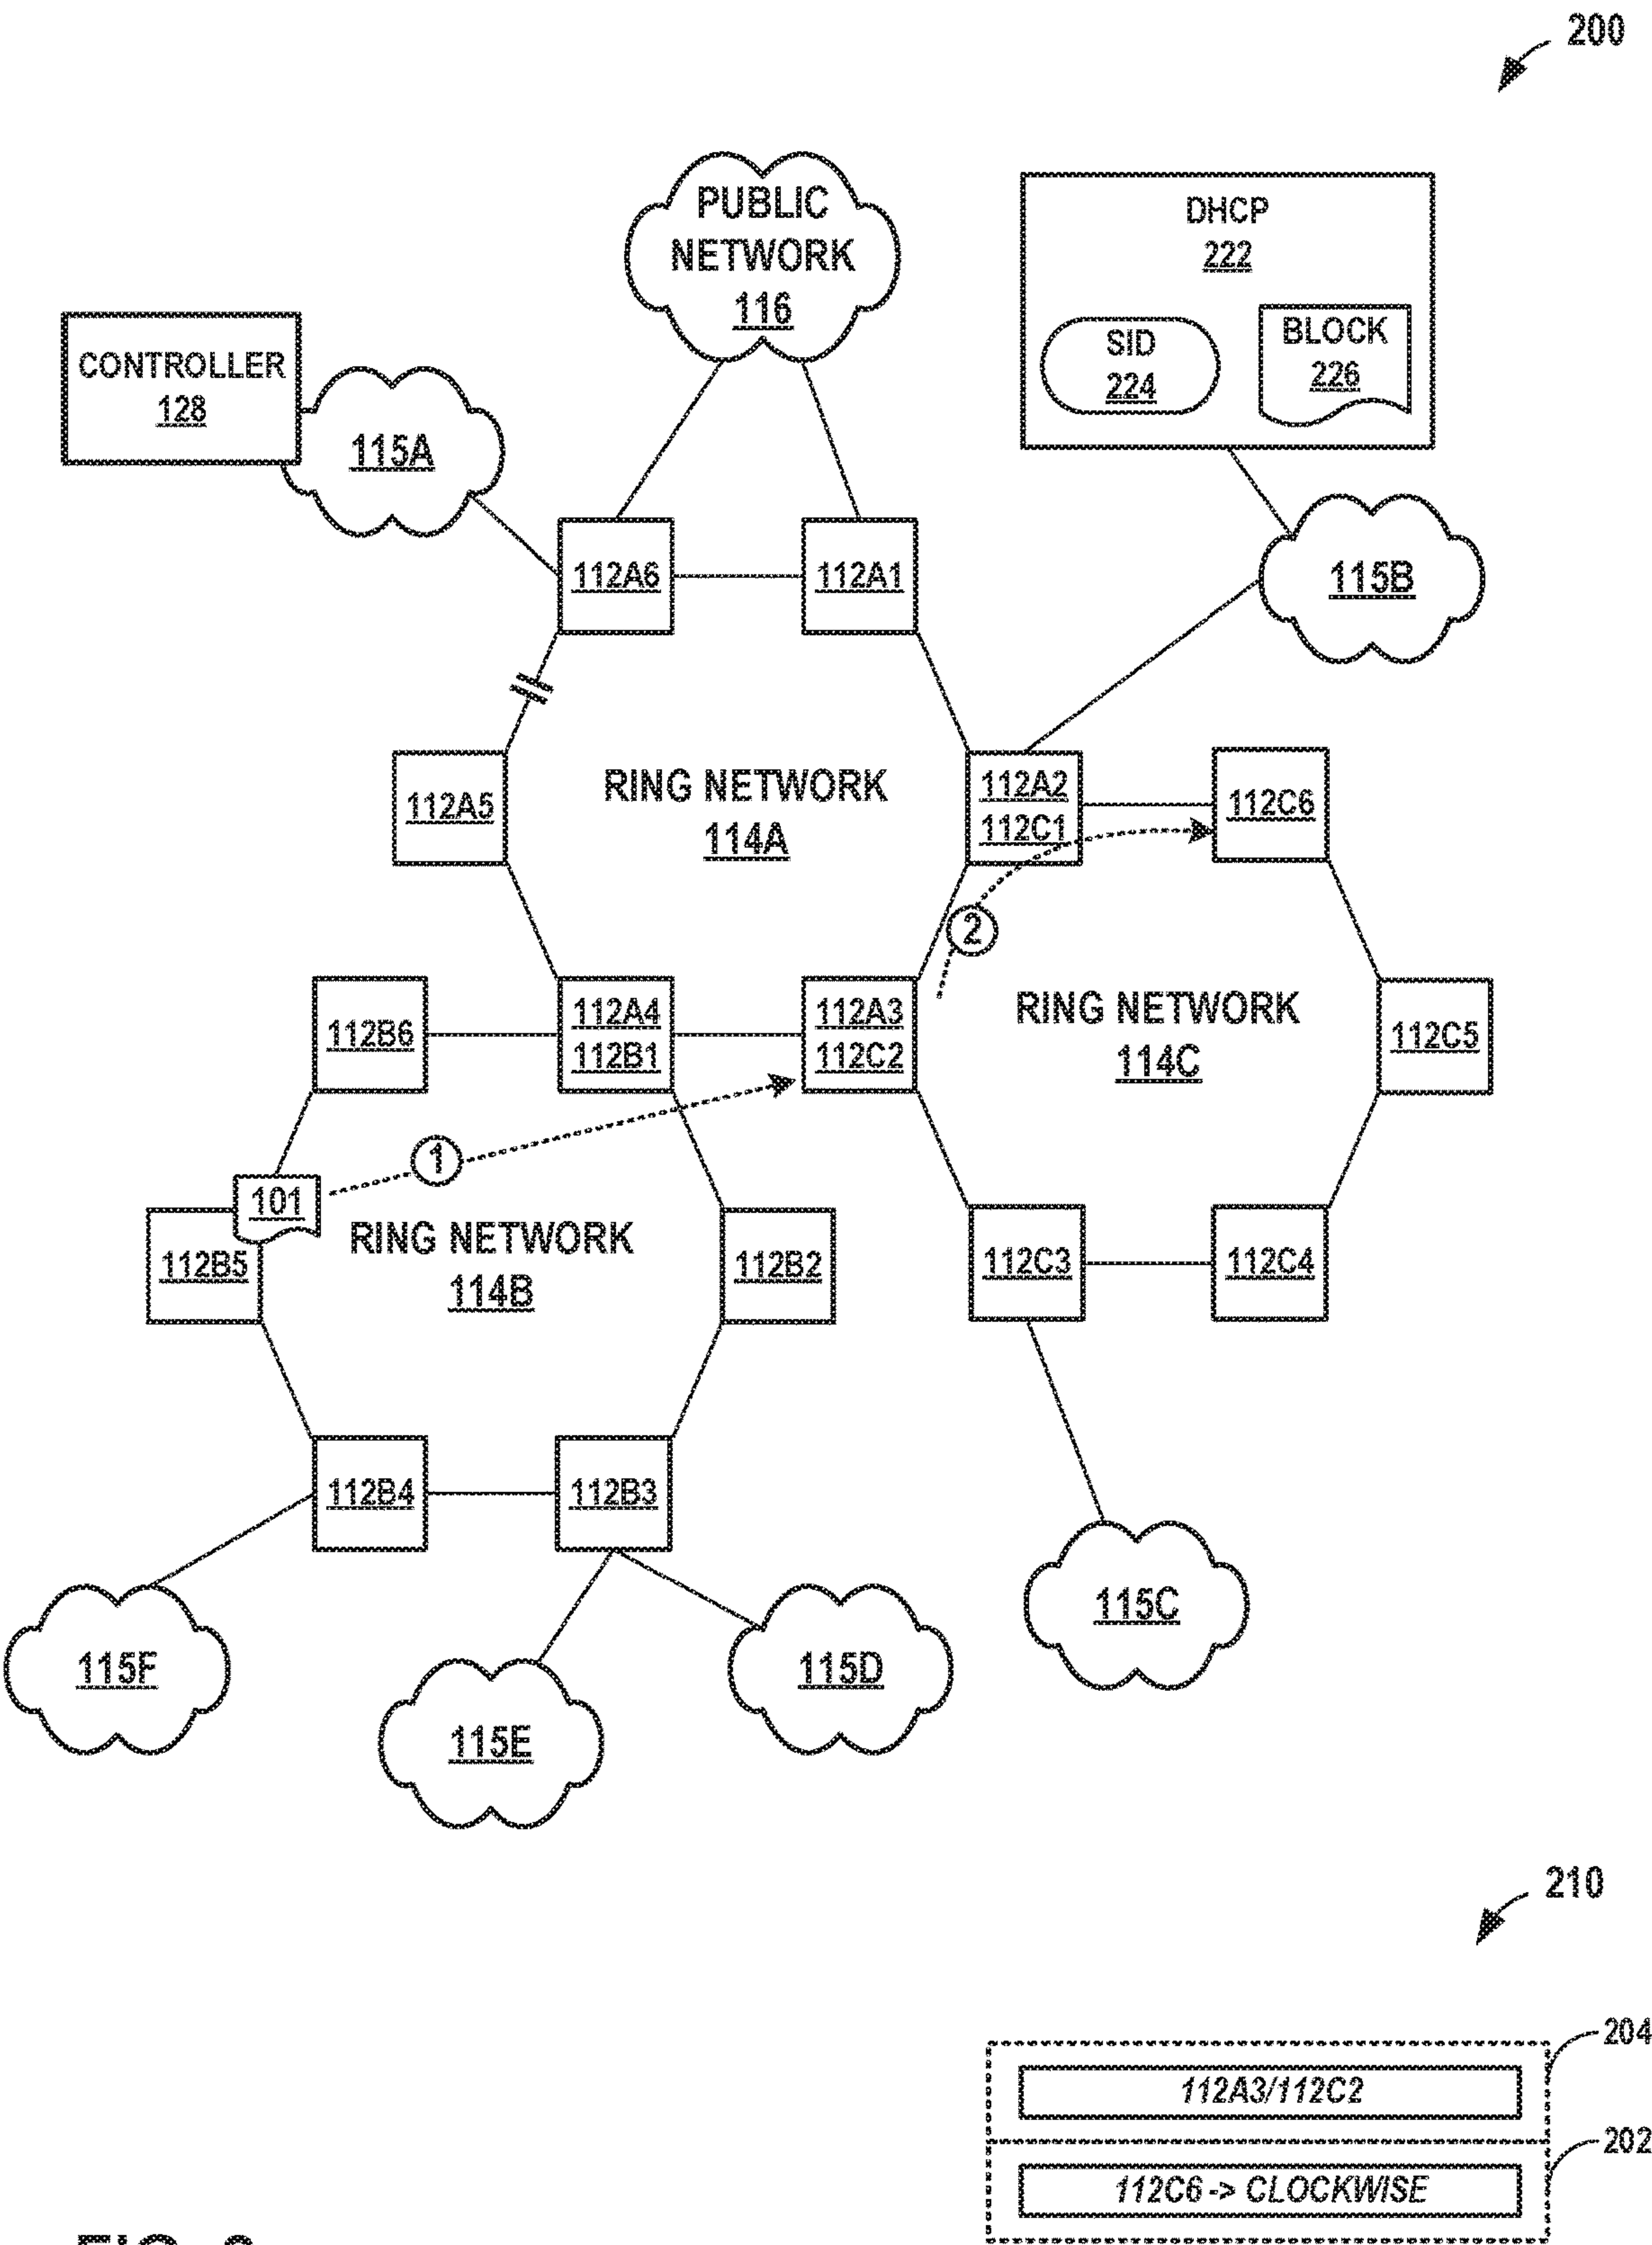 200
PUBLIC
NETWORK
116
DHCP
222
SID
224
BLOCK
226
CONTROLLER
128
115A
115B
112A6
112A1
112A5
RING NETWORK
114A
112A2
112C1
112C6
2
112B6
112A4
112B1
112A3
112C2
RING NETWORK
114C
112C5
1
101
112B5
RING NETWORK
114B
112B2
112C3
112C4
112B4
112B3
115C
115F
115E
115D
210
204
112A3/112C2
202
112C6 -> CLOCKWISE